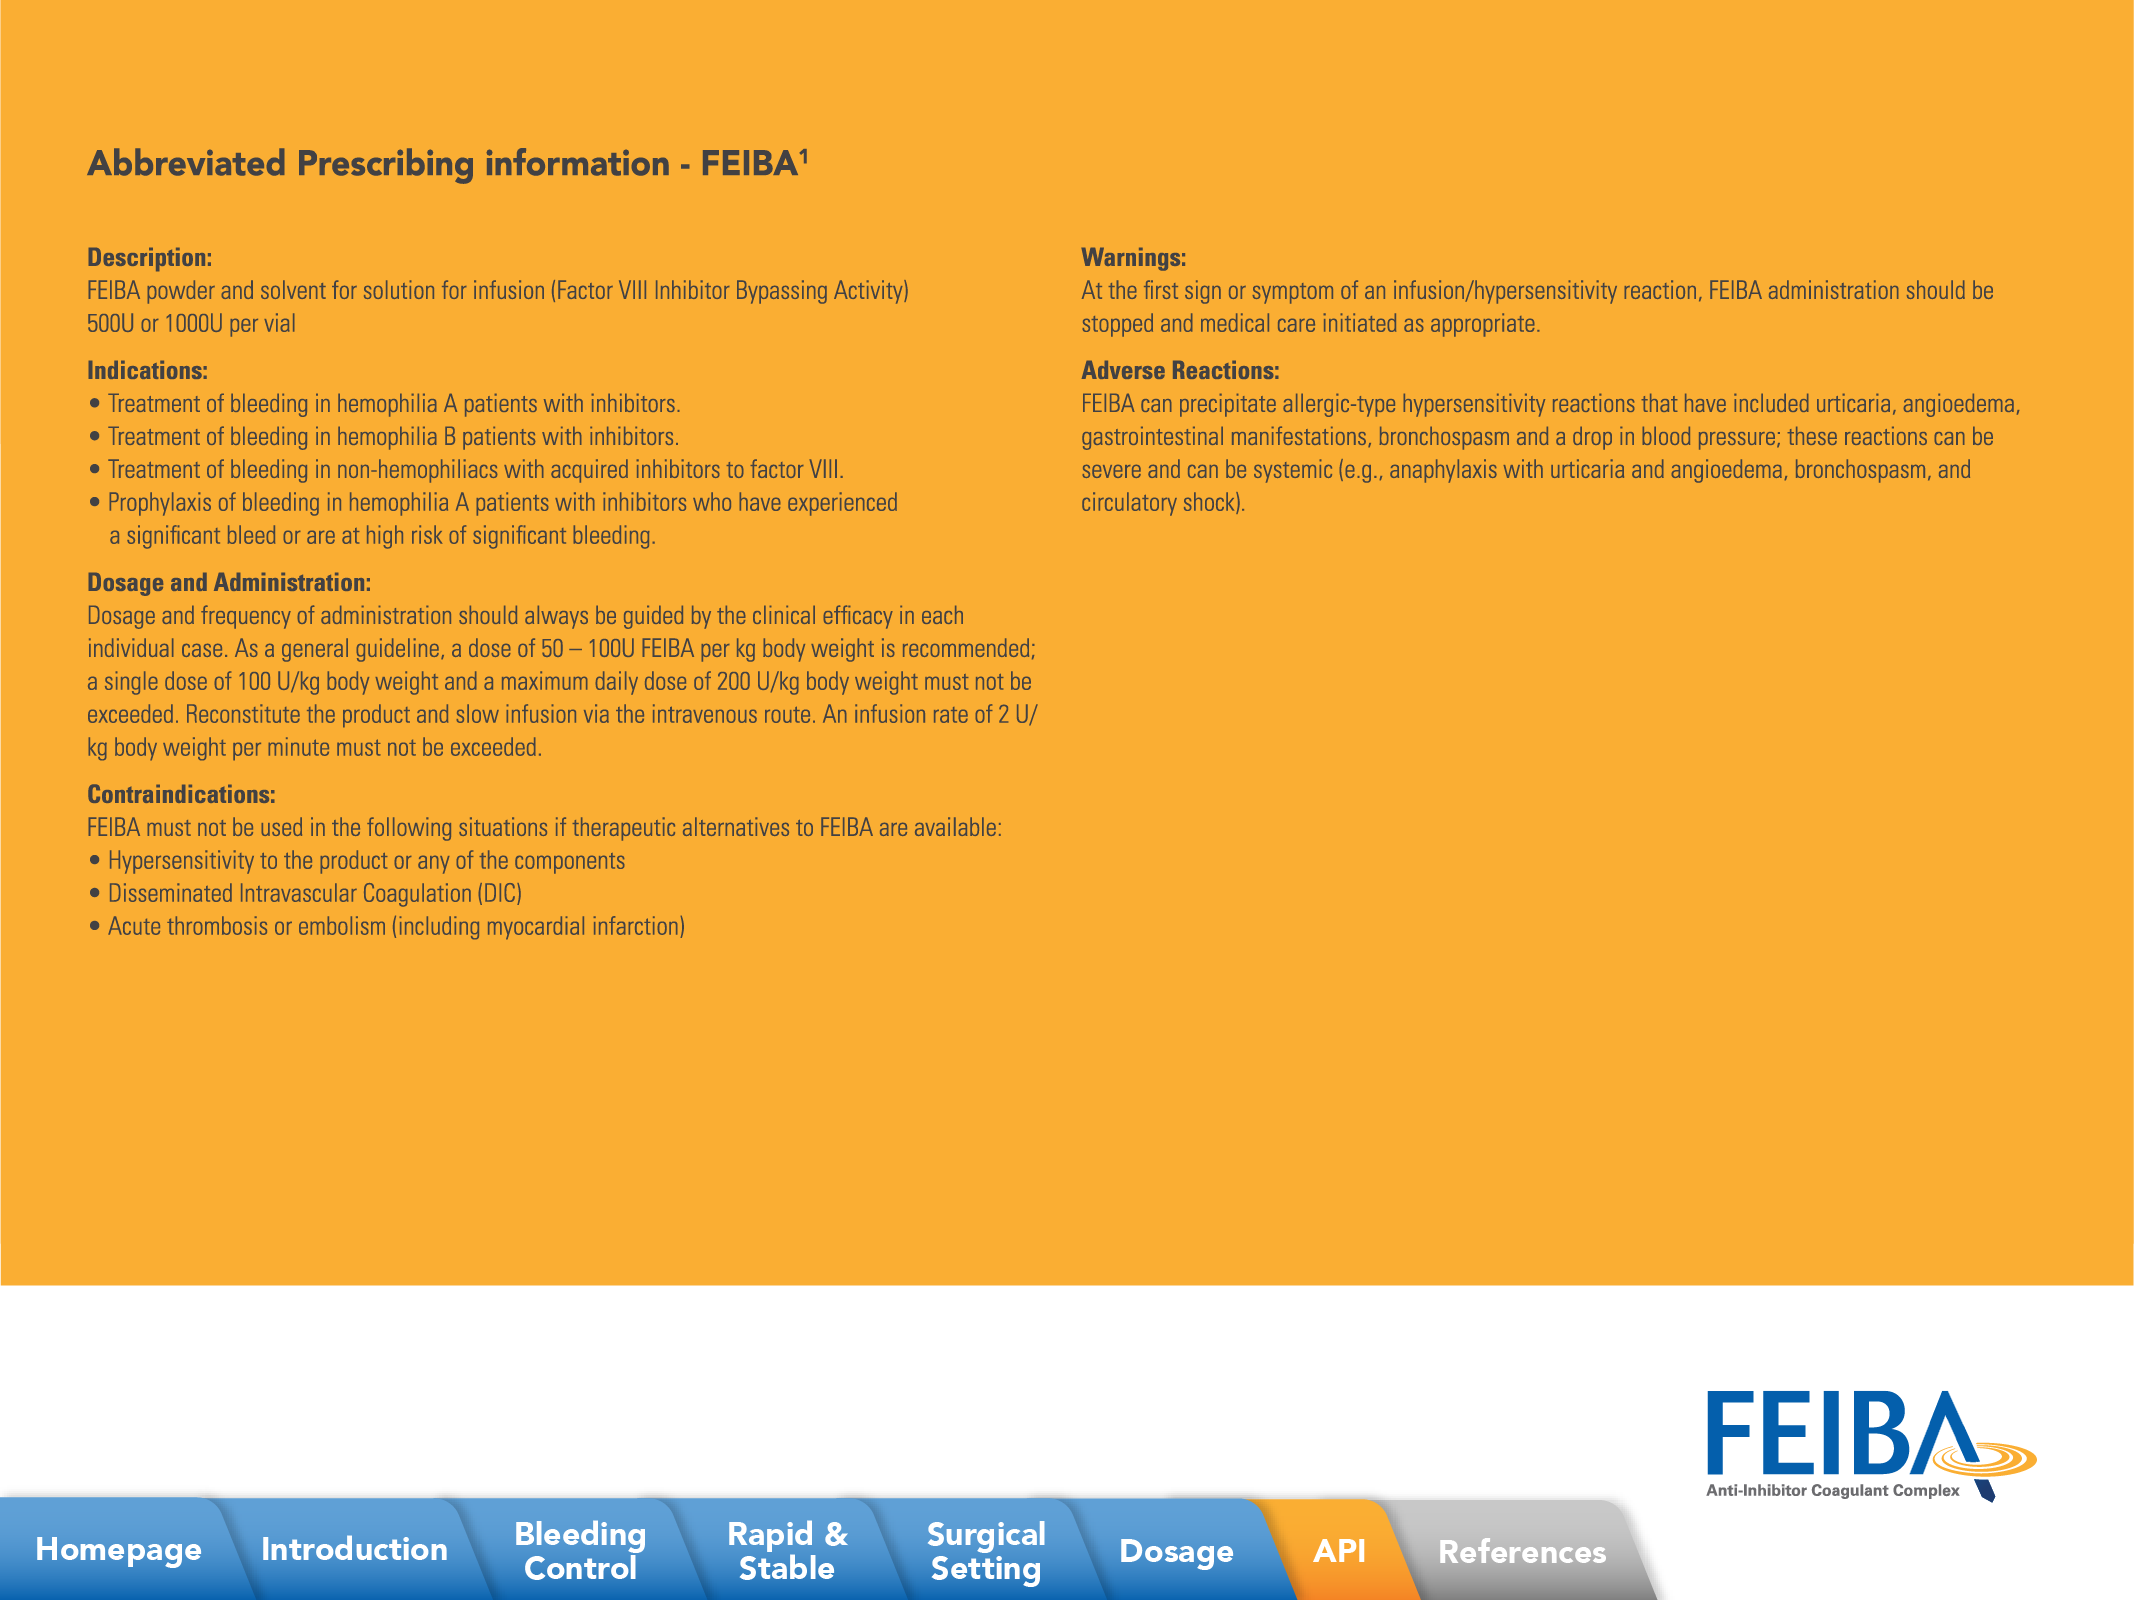 Abbreviated Prescribing information - FEIBA¹
Description:
FEIBA powder and solvent for solution for infusion (Factor VIII Inhibitor Bypassing Activity)
500U or 1000U per vial
Indications:
• Treatment of bleeding in hemophilia A patients with inhibitors.
• Treatment of bleeding in hemophilia B patients with inhibitors.
• Treatment of bleeding in non-hemophiliacs with acquired inhibitors to factor VIII.
• Prophylaxis of bleeding in hemophilia A patients with inhibitors who have experienced
a significant bleed or are at high risk of significant bleeding.
Dosage and Administration:
Dosage and frequency of administration should always be guided by the clinical efficacy in each
individual case. As a general guideline, a dose of 50 – 100U FEIBA per kg body weight is recommended;
a single dose of 100 U/kg body weight and a maximum daily dose of 200 U/kg body weight must not be
exceeded. Reconstitute the product and slow infusion via the intravenous route. An infusion rate of 2 U/
kg body weight per minute must not be exceeded.
Contraindications:
FEIBA must not be used in the following situations if therapeutic alternatives to FEIBA are available:
• Hypersensitivity to the product or any of the components
• Disseminated Intravascular Coagulation (DIC)
• Acute thrombosis or embolism (including myocardial infarction)
Warnings:
At the first sign or symptom of an infusion/hypersensitivity reaction, FEIBA administration should be
stopped and medical care initiated as appropriate.
Adverse Reactions:
FEIBA can precipitate allergic-type hypersensitivity reactions that have included urticaria, angioedema,
gastrointestinal manifestations, bronchospasm and a drop in blood pressure; these reactions can be
severe and can be systemic (e.g., anaphylaxis with urticaria and angioedema, bronchospasm, and
circulatory shock).
FEIBA
Anti-Inhibitor Coagulant Complex
Homepage
Introduction
Bleeding
Control
Rapid &
Stable
Surgical
Setting
Dosage
API
References